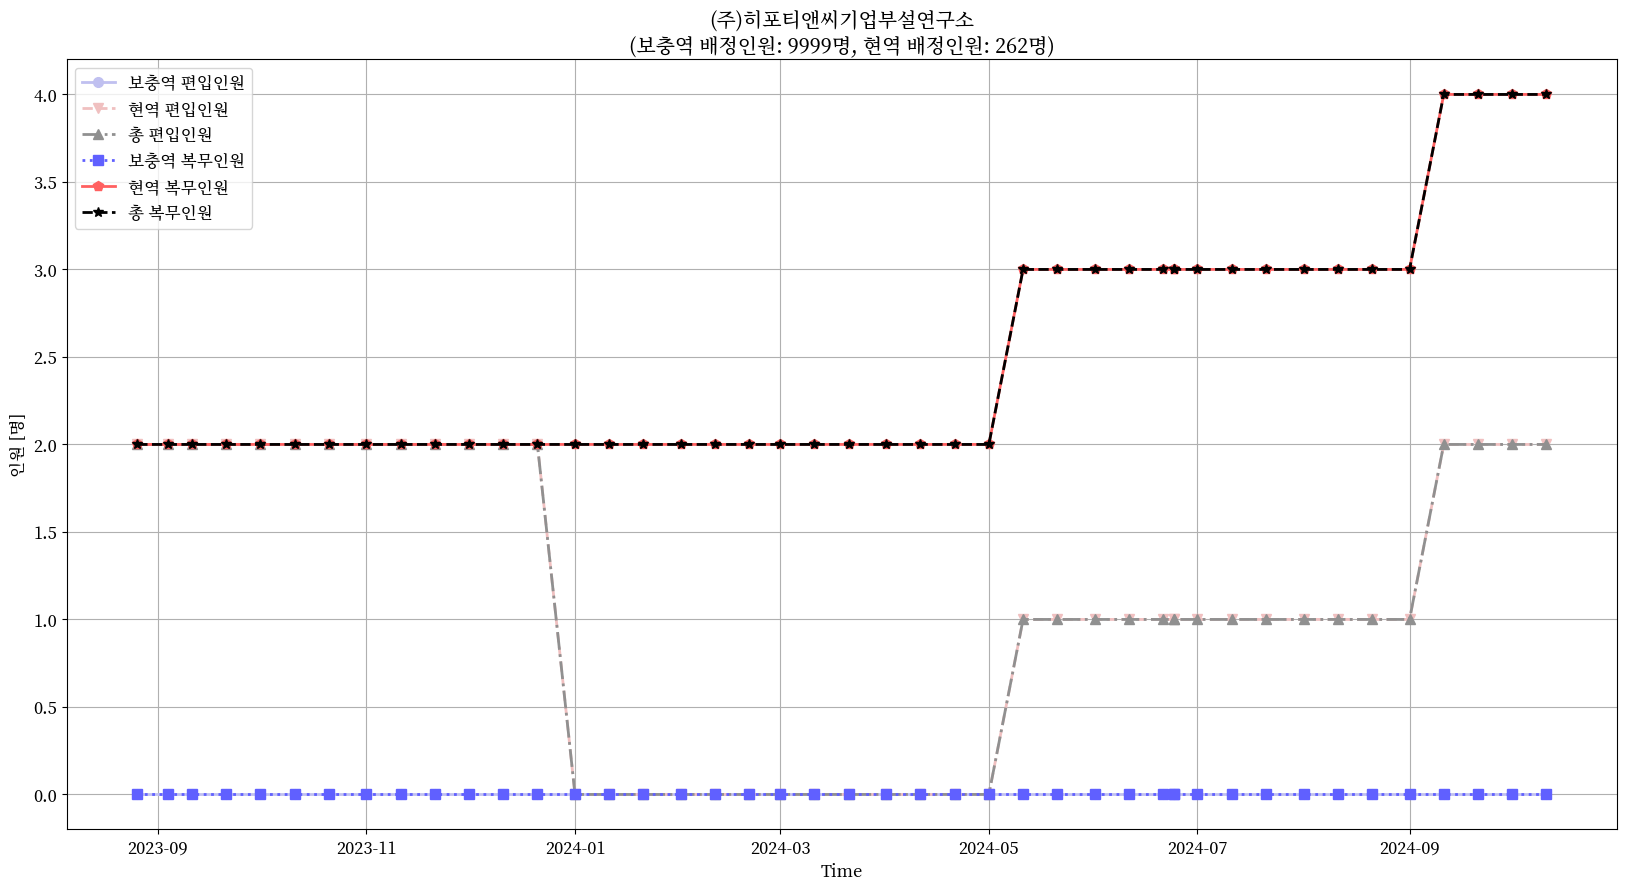 (주)히포티앤씨기업부설연구소
(보충역 배정인원: 9999명, 현역 배정인원: 262명)
보충역 편입인원
현역 편입인원
총 편입인원
보충역 복무인원
현역 복무인원
총 복무인원
4.0
3.5
3.0
2.5
2.0
1.5
1.0
0.5
0.0
인원 [명]
2023-09 2023-11 2024-01 2024-03 2024-05 2024-07 2024-09
Time